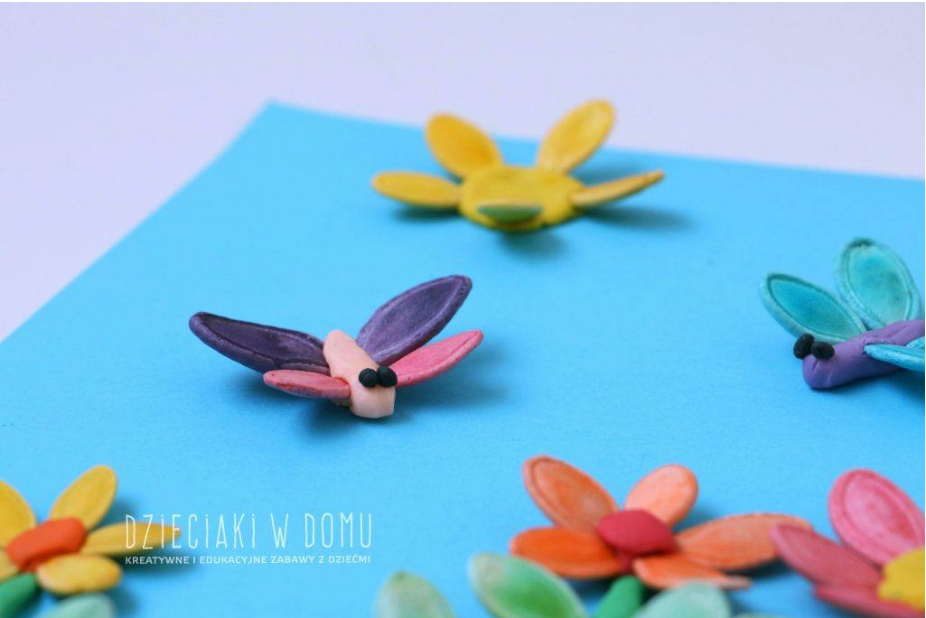 DZIECIAKI W DOMU
KREATYWNE I EDUKACYJNE ZABAWY Z DZIEĆMI